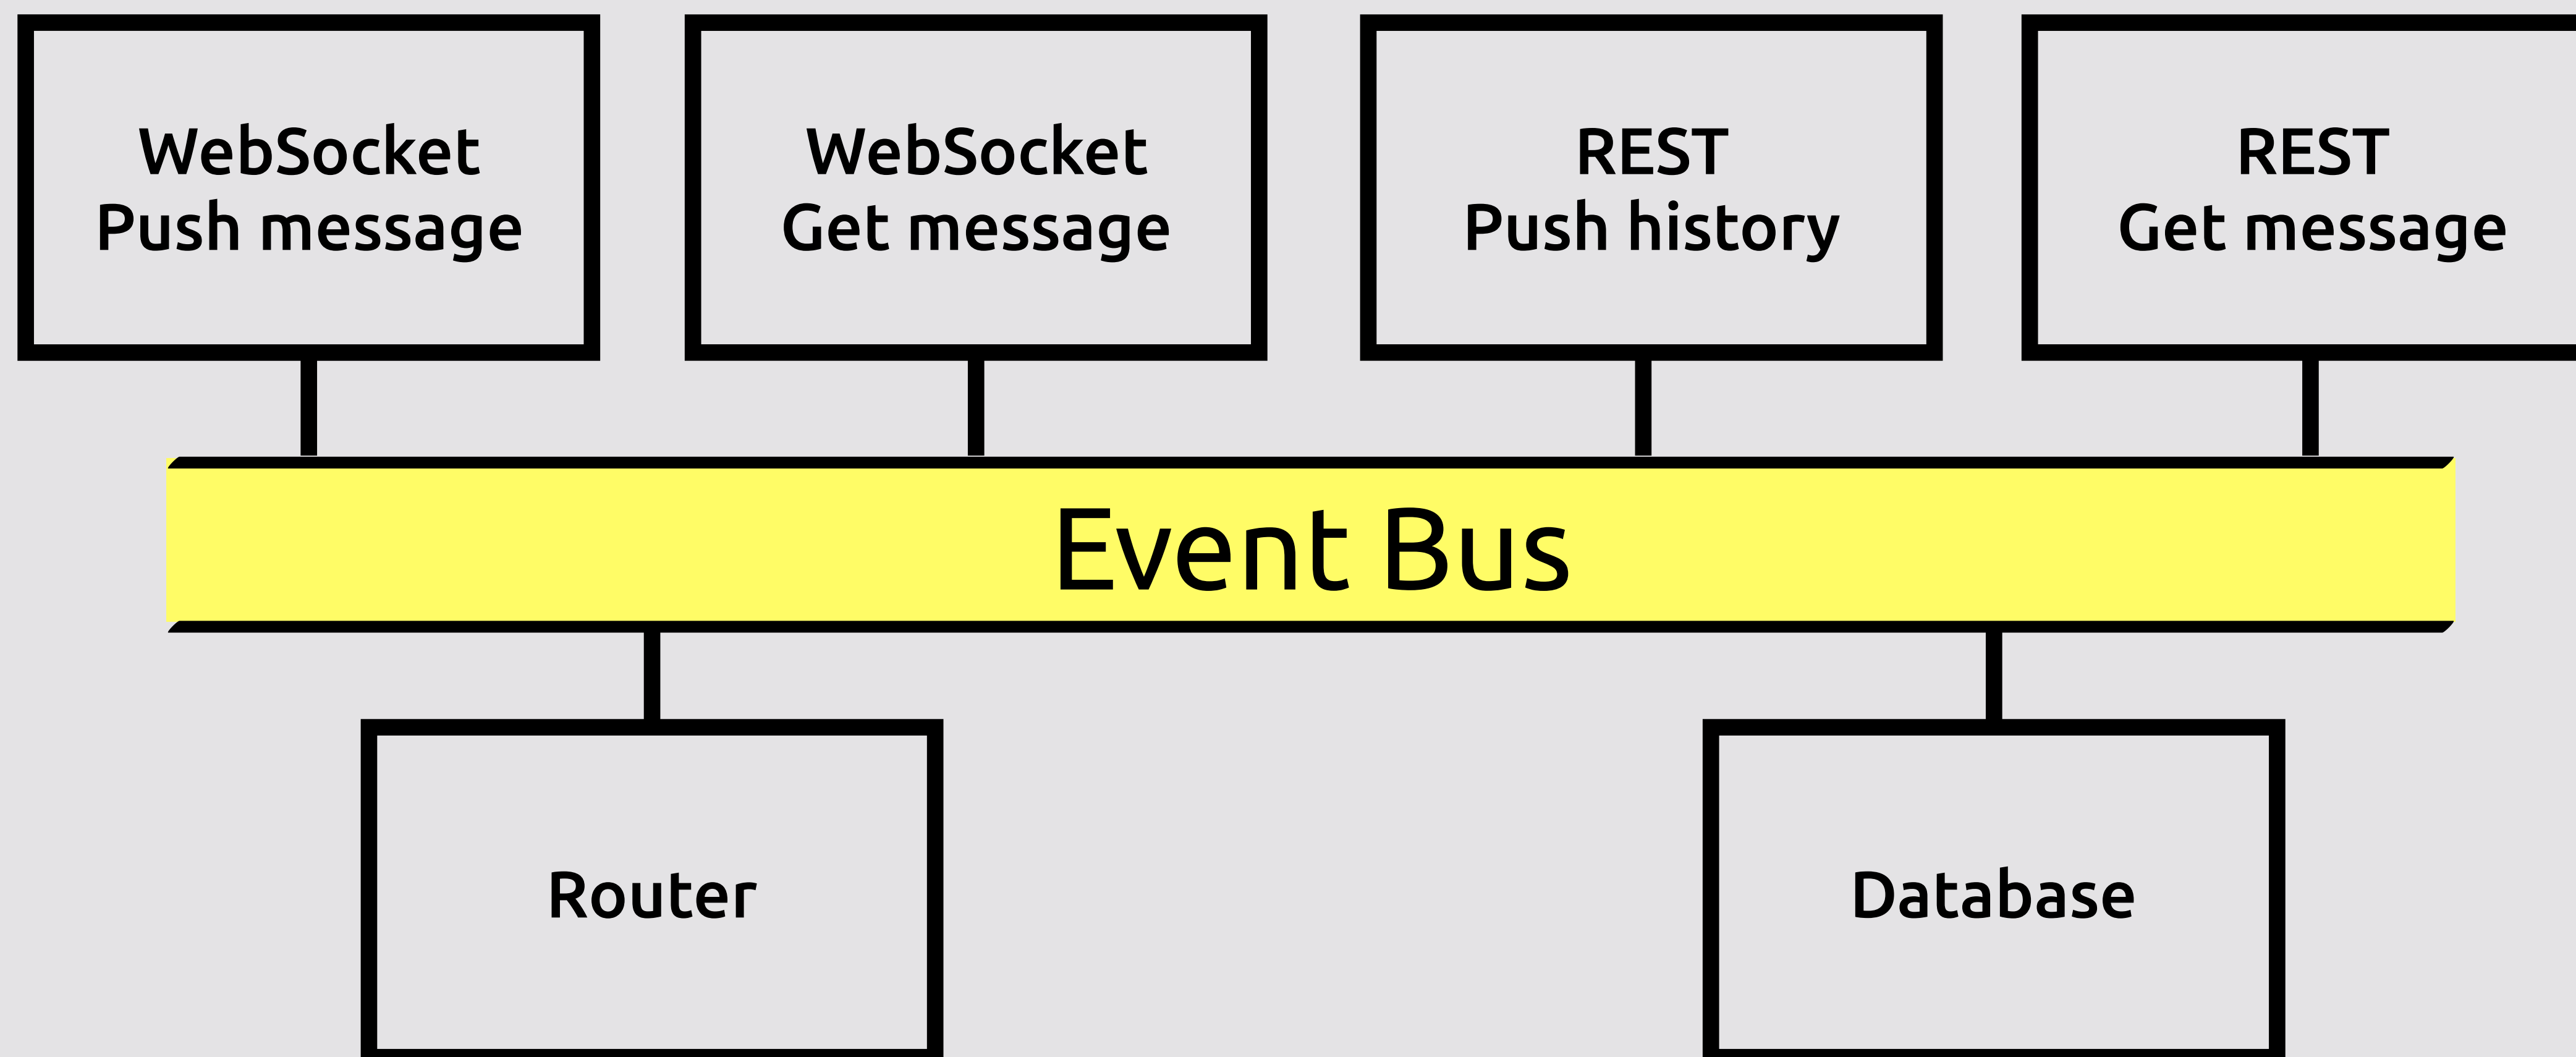 WebSocket
Push message
WebSocket
Get message
REST
Push history
REST
Get message
Event Bus
Router
Database